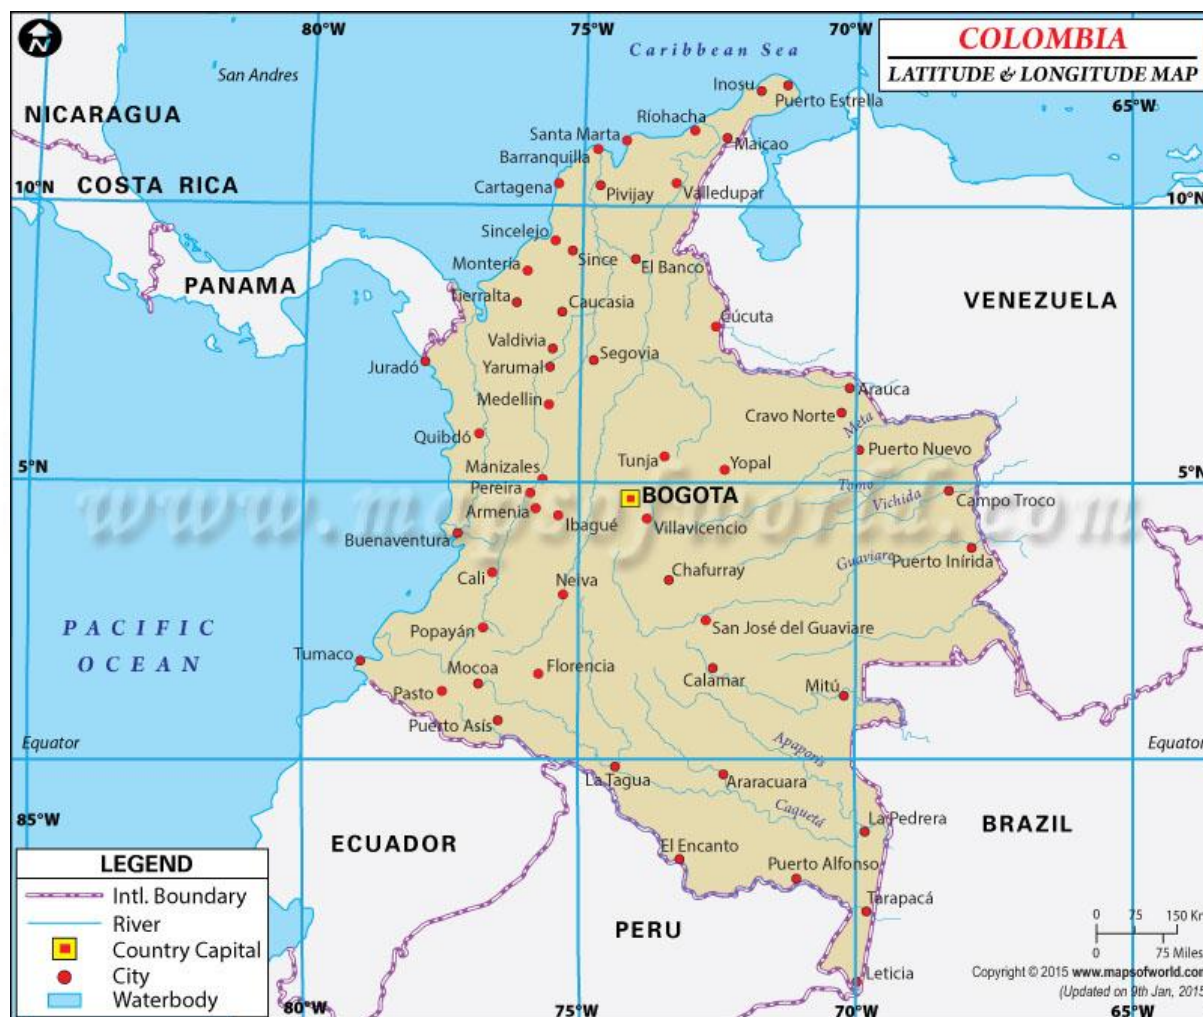 80°W
75°W
70°W
COLOMBIA
LATITUDE & LONGITUDE MAP
N
Caribbean Sea
San Andres
Inosu
Puerto Estrella
65°W
NICARAGUA
Ríohacha
Santa Marta
Maicao
Barranquilla
COSTA RICA
10°N
Cartagena
Pivijay
Valledupar
10°N
Sincelejo
Since
Montería
El Banco
PANAMA
VENEZUELA
Tierralta
Caucasia
Cúcuta
Valdivia
Segovia
Juradó
Yarumal
Arauca
Medellin
Cravo Norte
Meta
Quibdó
Puerto Nuevo
5°N
Manizales
Tunja
Yopal
5°N
Pereira
BOGOTA
Tomo
Vichida
Campo Troco
www.mapsofworld.com
Armenia
Ibagué
Villavicencio
Buenaventura
Guaviare
Puerto Inírida
Cali
Neiva
Chafurray
PACIFIC
OCEAN
Popayán
San José del Guaviare
Tumaco
Mocoa
Florencia
Calamar
Mitú
Pasto
Puerto Asís
Equator
Apaporis
Equator
La Tagua
Araracuara
Caquetá
85°W
La Pedrera
ECUADOR
BRAZIL
El Encanto
Puerto Alfonso
LEGEND
Intl. Boundary
River
Country Capital
City
Waterbody
Tarapacá
PERU
0 75 150 Km
0 75 Miles
Leticia
Copyright © 2015 www.mapsofworld.com
(Updated on 9th Jan, 2015
80°W
75°W
70°W
65°W